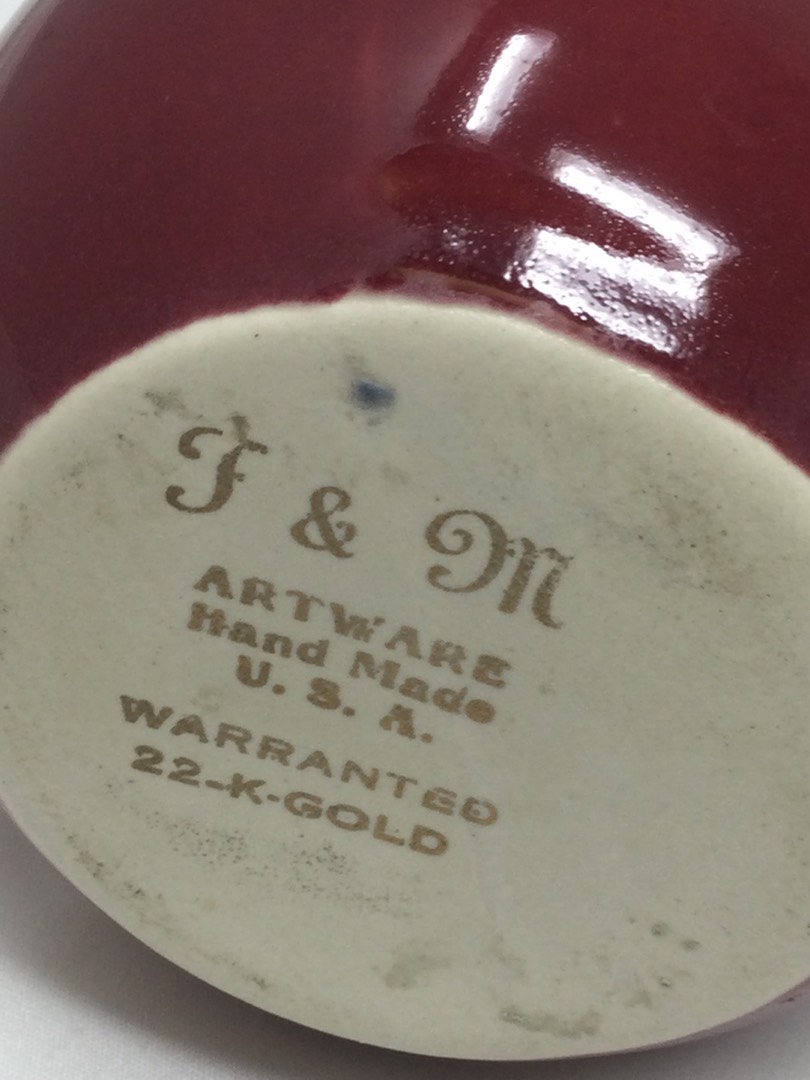 F & M
ARTWARE
Hand Made
U. S. A.
WARRANTED
22-K-GOLD